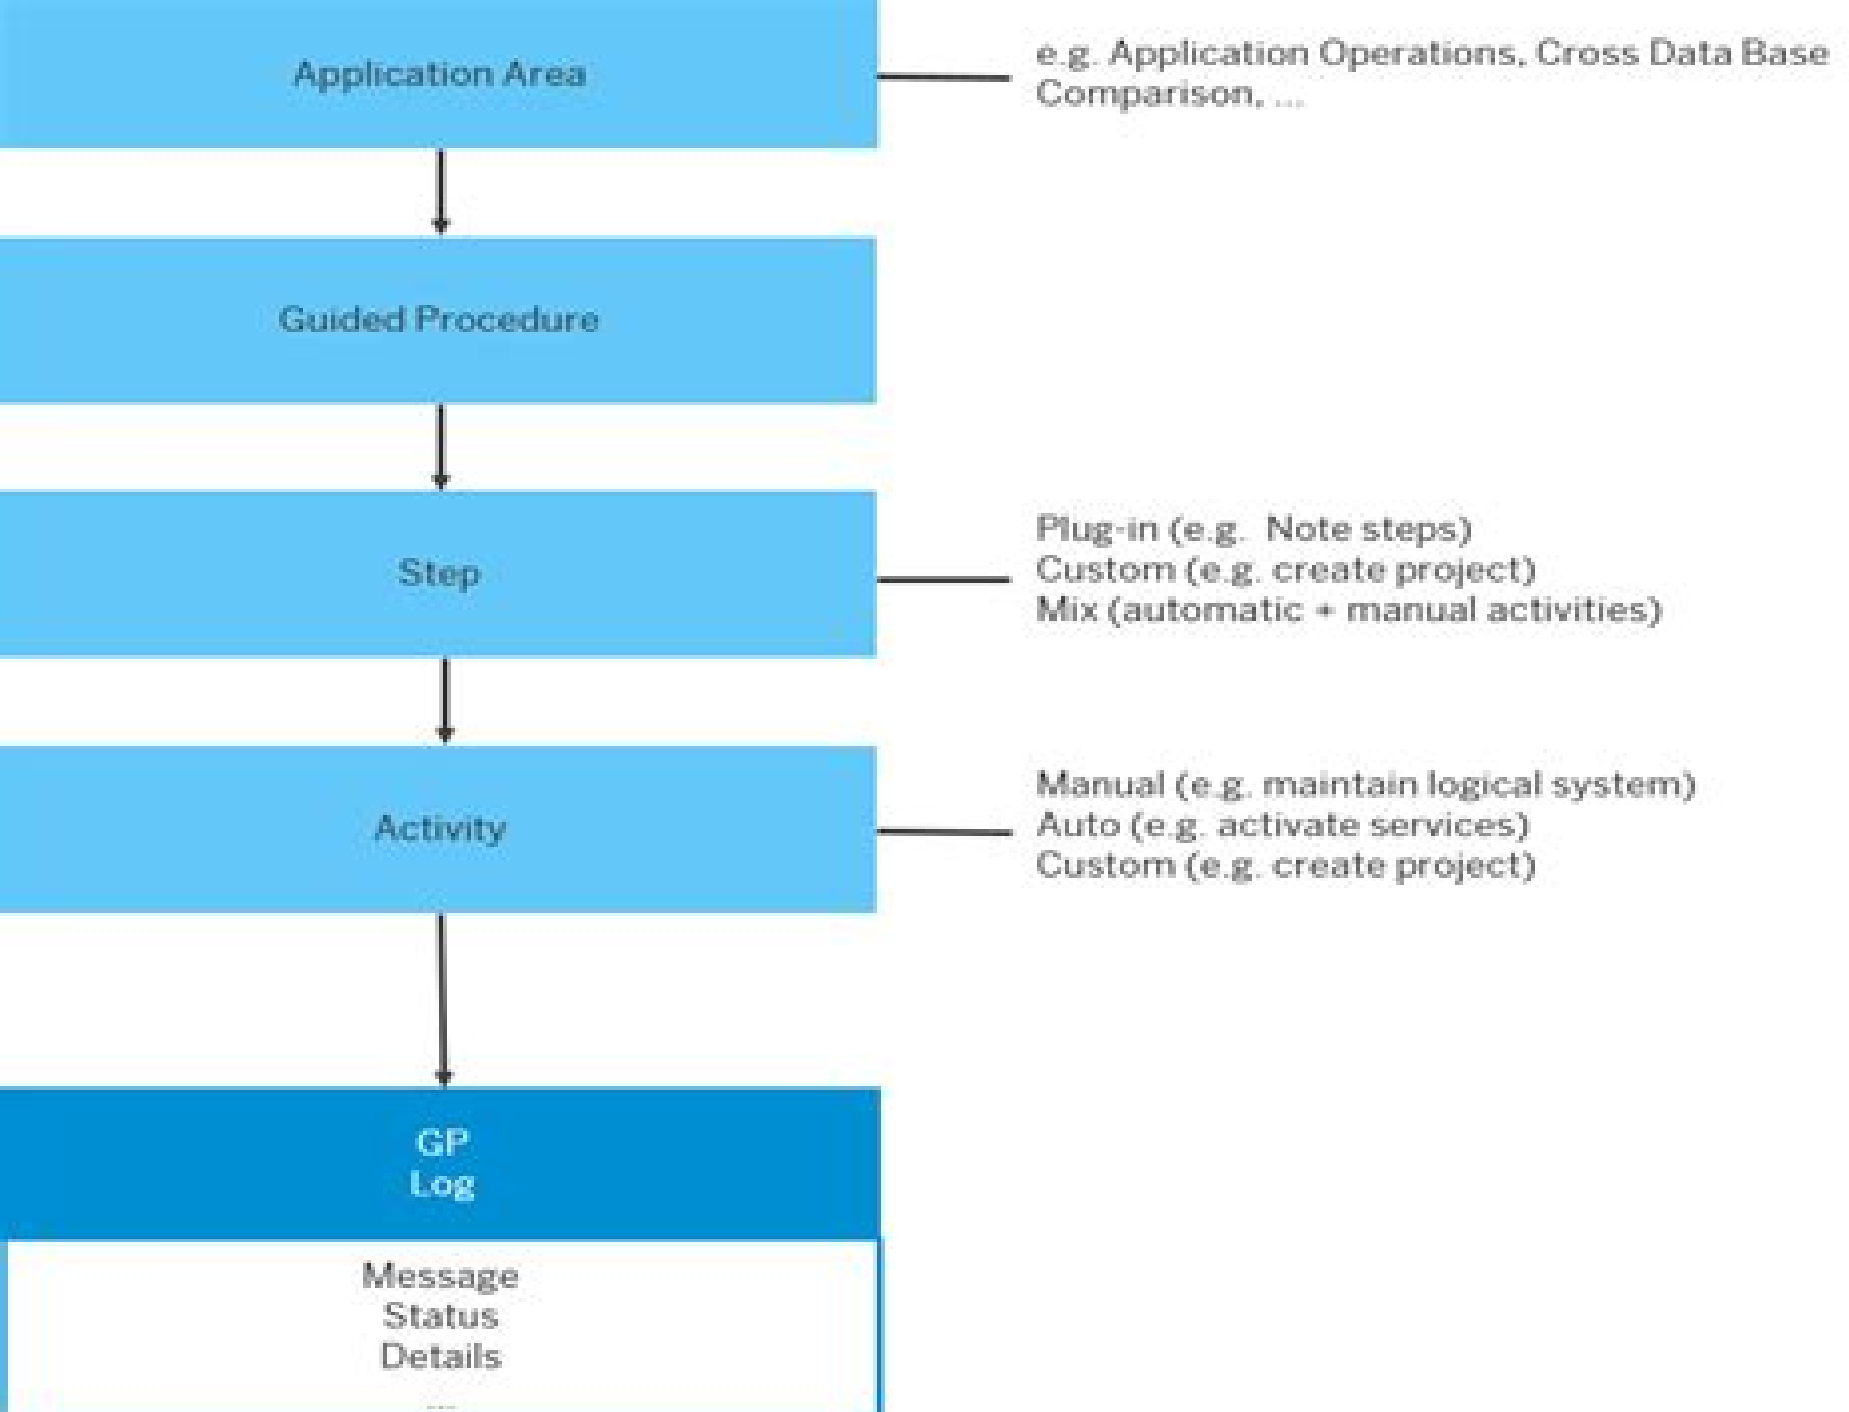 Application Area
e.g. Application Operations, Cross Data Base
Comparison, ...
Guided Procedure
Step
Plug-in (e.g. Note steps)
Custom (e.g. create project)
Mix (automatic + manual activities)
Activity
Manual (e.g. maintain logical system)
Auto (e.g. activate services)
Custom (e.g. create project)
GP
Log
Message
Status
Details
...